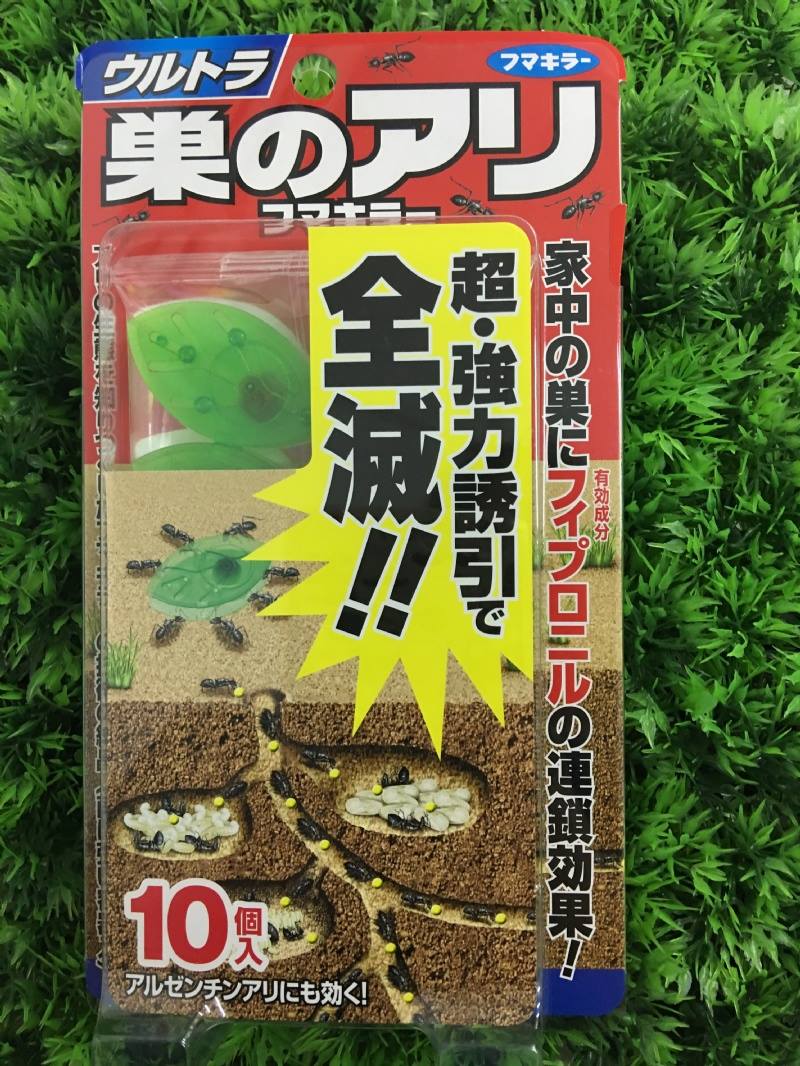 ウルトラ
フマキラー
巣のアリ
フマキラー
超・強力誘引で
全滅!!
家中の巣にフィプロニルの連鎖効果!
有効成分
10個入
アルゼンチンアリにも効く!